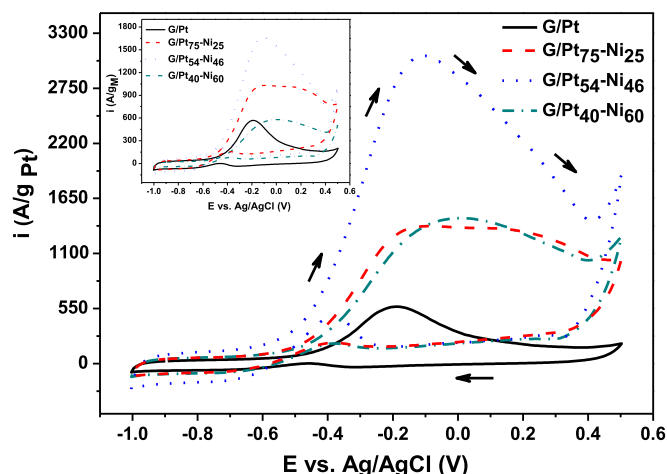 3300
2750
2200
1650
1100
550
0
i (A/g Pt)
-1.0 -0.8 -0.6 -0.4 -0.2 0.0 0.2 0.4 0.6
E vs. Ag/AgCl (V)
G/Pt
G/Pt75-Ni25
G/Pt54-Ni46
G/Pt40-Ni60
1800
1500
1200
900
600
300
0
i (A/gM)
-1.0 -0.8 -0.6 -0.4 -0.2 0.0 0.2 0.4 0.6
E vs. Ag/AgCl (V)
G/Pt
G/Pt75-Ni25
G/Pt54-Ni46
G/Pt40-Ni60